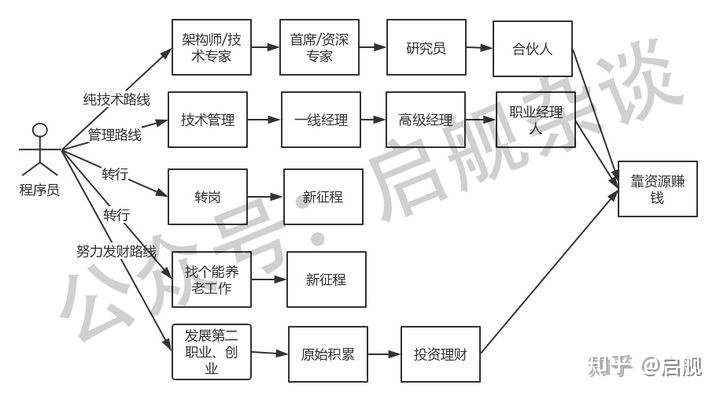 架构师/技
术专家
首席/资深
专家
研究员
合伙人
纯技术路线
管理路线
技术管理
一线经理
高级经理
职业经理
人
程序员
转行
转岗
新征程
靠资源赚
钱
转行
努力发财路线
找个能养
老工作
新征程
发展第二
职业、创
业
原始积累
投资理财
公众号：启舰杂谈
知乎 @启舰